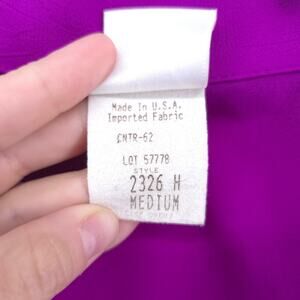 Made In U.S.A.
Imported Fabric
CNTR-62
LOT 57778
STYLE
2326 H
MEDIUM